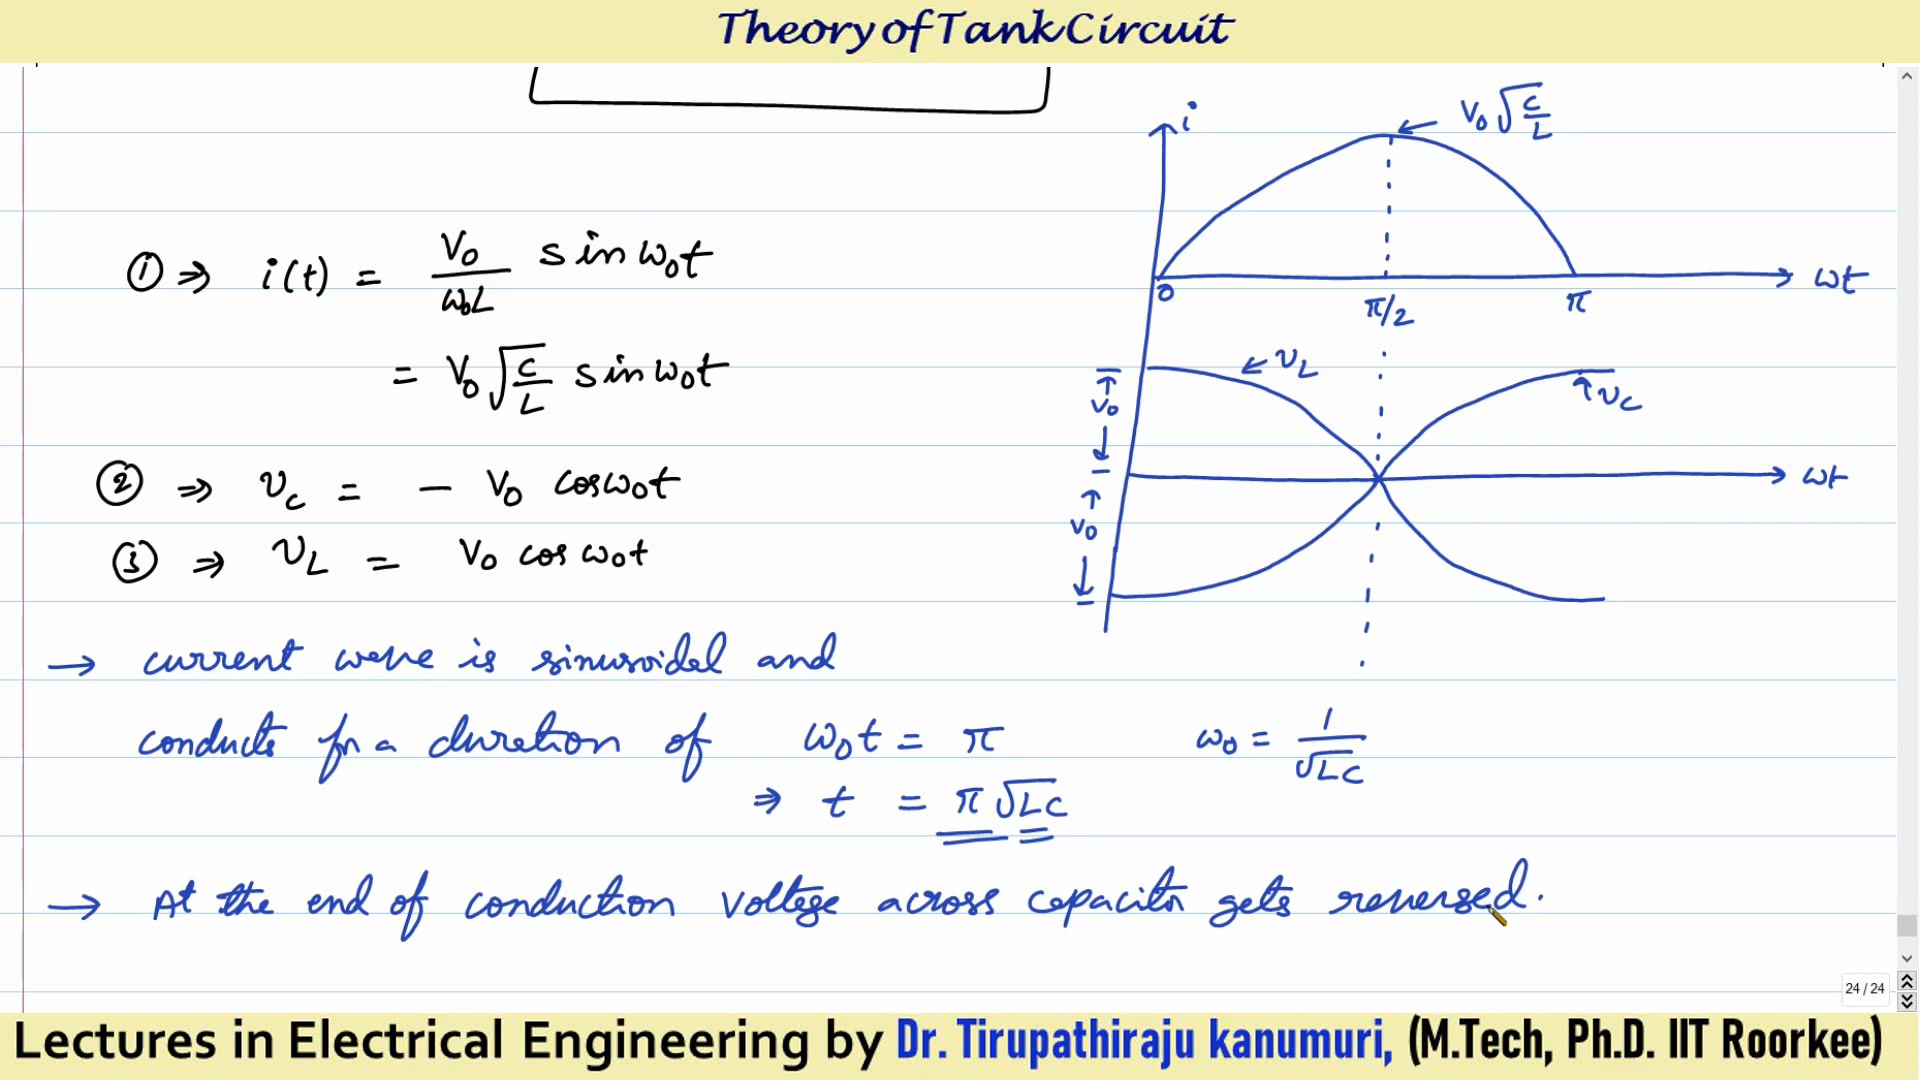 Theory of Tank Circuit
① ⇒ i(t) = V₀/ω₀L sin ω₀t
= V₀ √(C/L) sin ω₀t
② ⇒ v_c = - V₀ cos ω₀t
③ ⇒ v_L = V₀ cos ω₀t
i
V₀ √(C/L)
0
π/2
π
ωt
v_L
v_c
V₀
V₀
ωt
→ current wave is sinusoidal and
conducts for a duration of ω₀t = π
ω₀ = 1/√LC
⇒ t = π √LC
→ At the end of conduction voltage across capacitor gets reversed.
24 / 24
Lectures in Electrical Engineering by Dr. Tirupathiraju kanumuri, (M.Tech, Ph.D. IIT Roorkee)